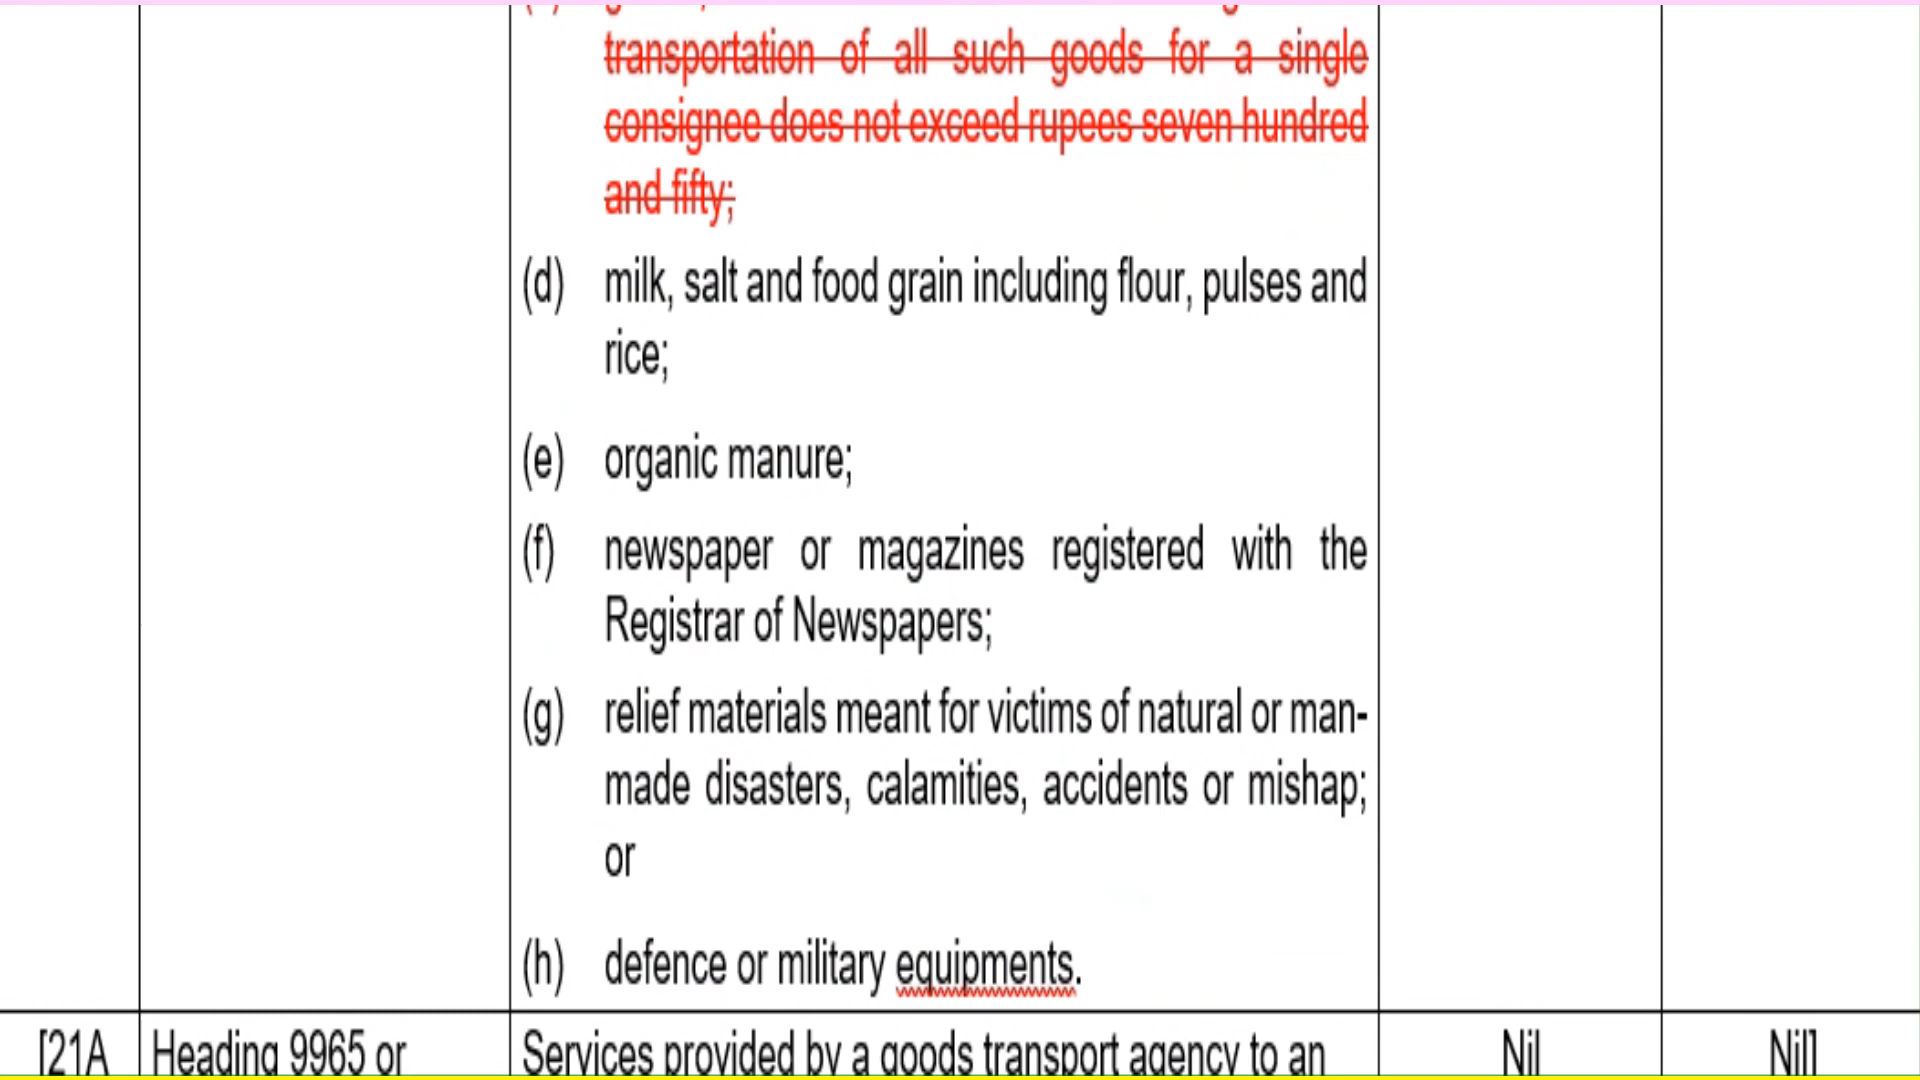 transportation of all such goods for a single
consignee does not exceed rupees seven hundred
and fifty;
(d) milk, salt and food grain including flour, pulses and
rice;
(e) organic manure;
(f) newspaper or magazines registered with the
Registrar of Newspapers;
(g) relief materials meant for victims of natural or man-
made disasters, calamities, accidents or mishap;
or
(h) defence or military equipments.
[21A Heading 9965 or Services provided by a goods transport agency to an Nil Nil]